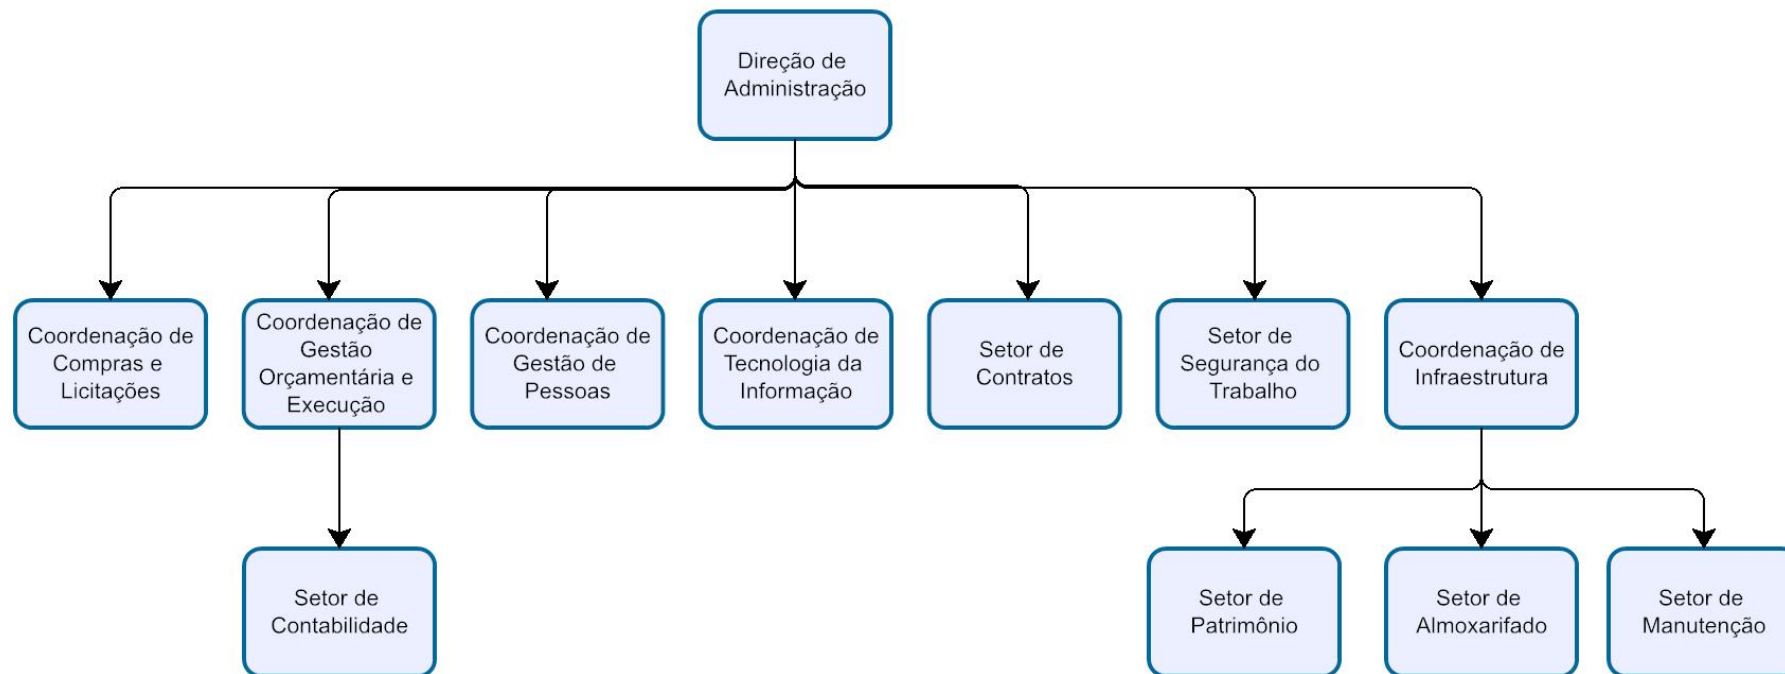 Direção de
Administração
Coordenação de
Compras e
Licitações
Coordenação de
Gestão
Orçamentária e
Execução
Coordenação de
Gestão de
Pessoas
Coordenação de
Tecnologia da
Informação
Setor de
Contratos
Setor de
Segurança do
Trabalho
Coordenação de
Infraestrutura
Setor de
Contabilidade
Setor de
Patrimônio
Setor de
Almoxarifado
Setor de
Manutenção